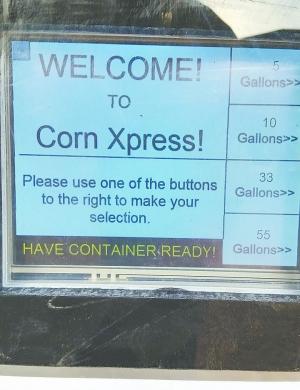 WELCOME!
TO
Corn Xpress!
Please use one of the buttons
to the right to make your
selection.
HAVE CONTAINER READY!
5
Gallons>>
10
Gallons>>
33
Gallons>>
55
Gallons>>